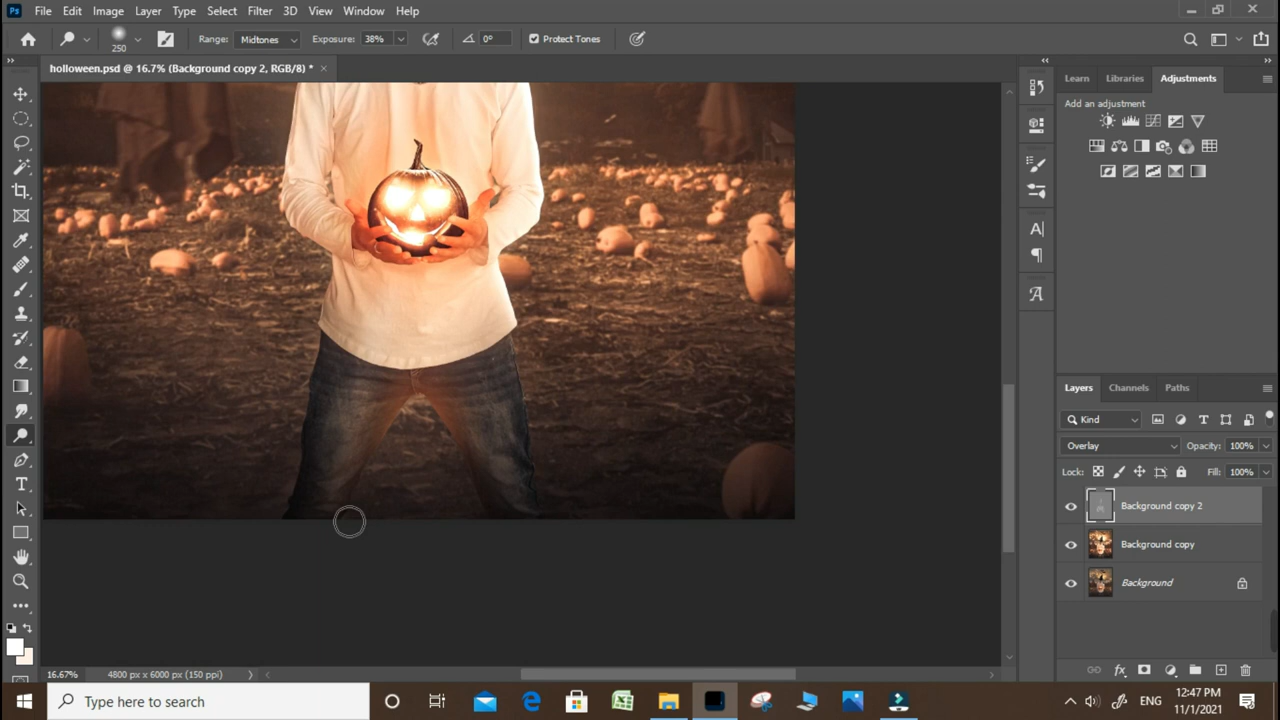 Ps File Edit Image Layer Type Select Filter 3D View Window Help
250 Range: Midtones Exposure: 38% 0° Protect Tones
holloween.psd @ 16.7% (Background copy 2, RGB/8) * ×
Learn Libraries Adjustments
Add an adjustment
Layers Channels Paths
Kind
Overlay Opacity: 100%
Lock: Fill: 100%
Background copy 2
Background copy
Background
16.67% 4800 px x 6000 px (150 ppi)
Type here to search
ENG
12:47 PM
11/1/2021